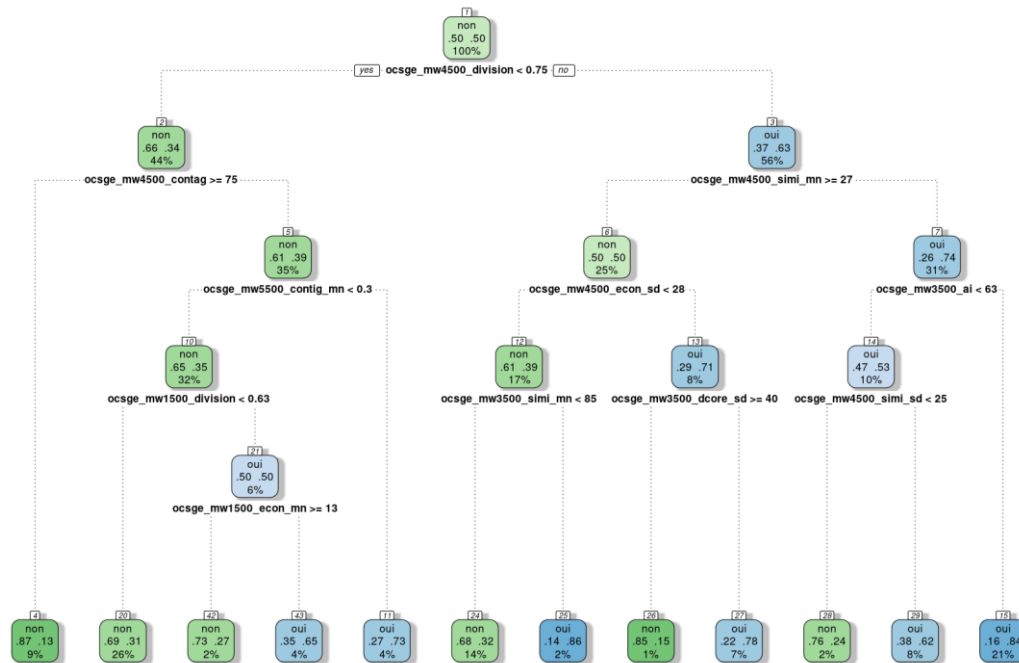 1
non
.50 .50
100%
yes ocsge_mw4500_division < 0.75 no
2
non
.66 .34
44%
ocsge_mw4500_contag >= 75
3
oui
.37 .63
56%
ocsge_mw4500_simi_mn >= 27
5
non
.61 .39
35%
ocsge_mw5500_contig_mn < 0.3
6
non
.50 .50
25%
ocsge_mw4500_econ_sd < 28
7
oui
.26 .74
31%
ocsge_mw3500_ai < 63
10
non
.65 .35
32%
ocsge_mw1500_division < 0.63
12
non
.61 .39
17%
ocsge_mw3500_simi_mn < 85
13
oui
.29 .71
8%
ocsge_mw3500_dcore_sd >= 40
14
oui
.47 .53
10%
ocsge_mw4500_simi_sd < 25
21
oui
.50 .50
6%
ocsge_mw1500_econ_mn >= 13
4
non
.87 .13
9%
20
non
.69 .31
26%
42
non
.73 .27
2%
43
oui
.35 .65
4%
11
oui
.27 .73
4%
24
non
.68 .32
14%
25
oui
.14 .86
2%
26
non
.85 .15
1%
27
oui
.22 .78
7%
28
non
.76 .24
2%
29
oui
.38 .62
8%
15
oui
.16 .84
21%